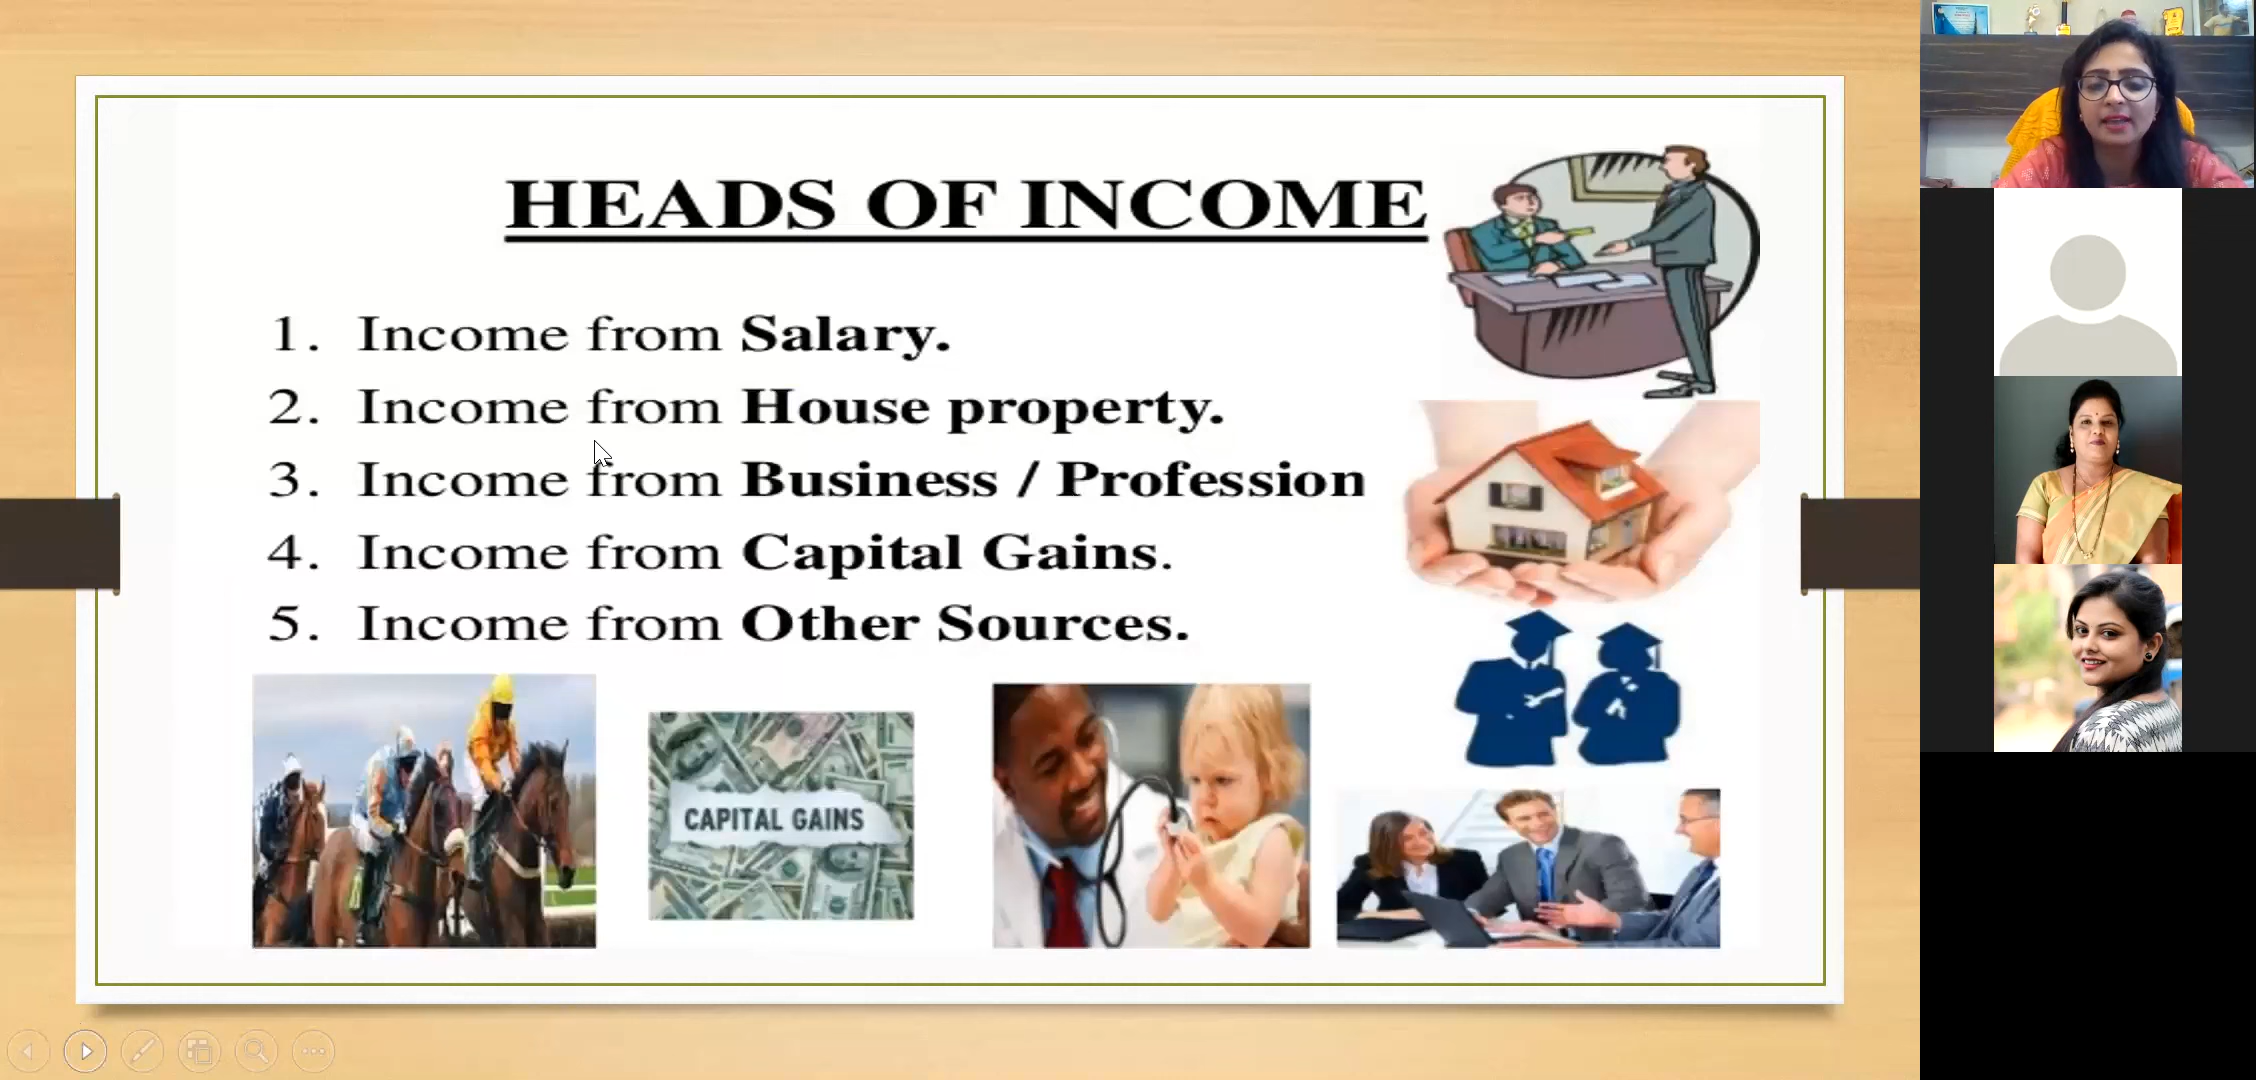 HEADS OF INCOME
1. Income from Salary.
2. Income from House property.
3. Income from Business / Profession
4. Income from Capital Gains.
5. Income from Other Sources.
CAPITAL GAINS